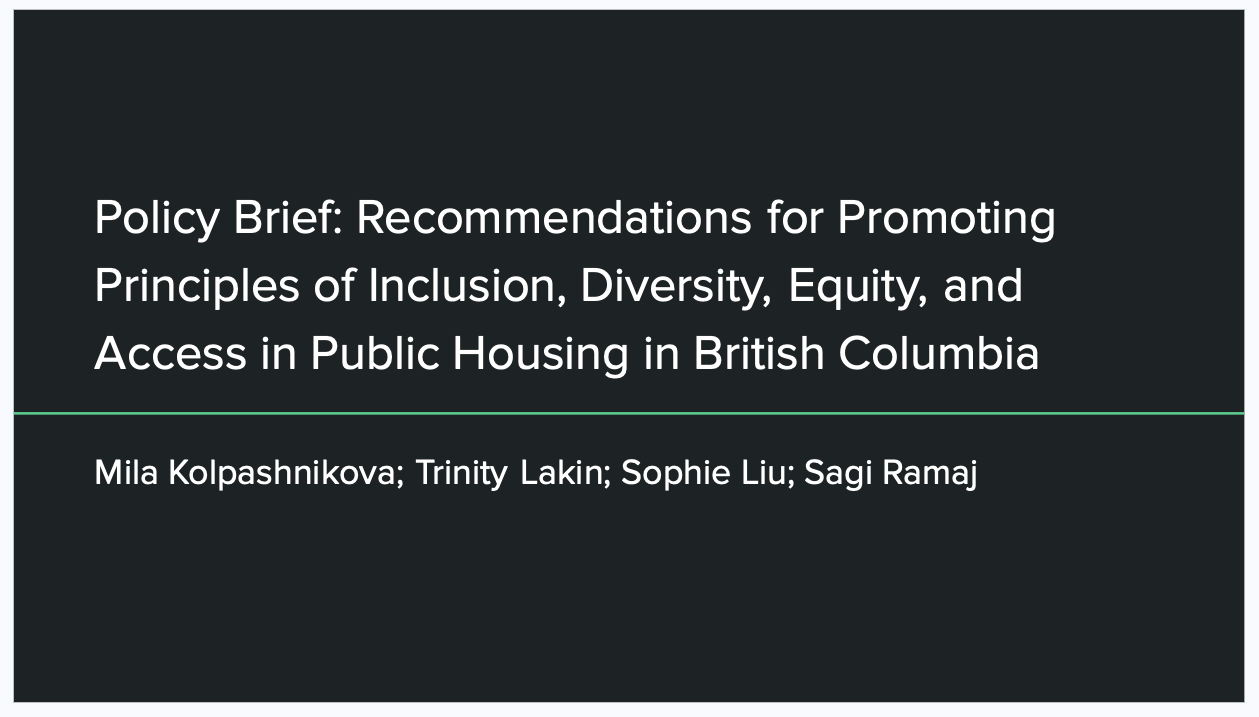 Policy Brief: Recommendations for Promoting
Principles of Inclusion, Diversity, Equity, and
Access in Public Housing in British Columbia
Mila Kolpashnikova; Trinity Lakin; Sophie Liu; Sagi Ramaj